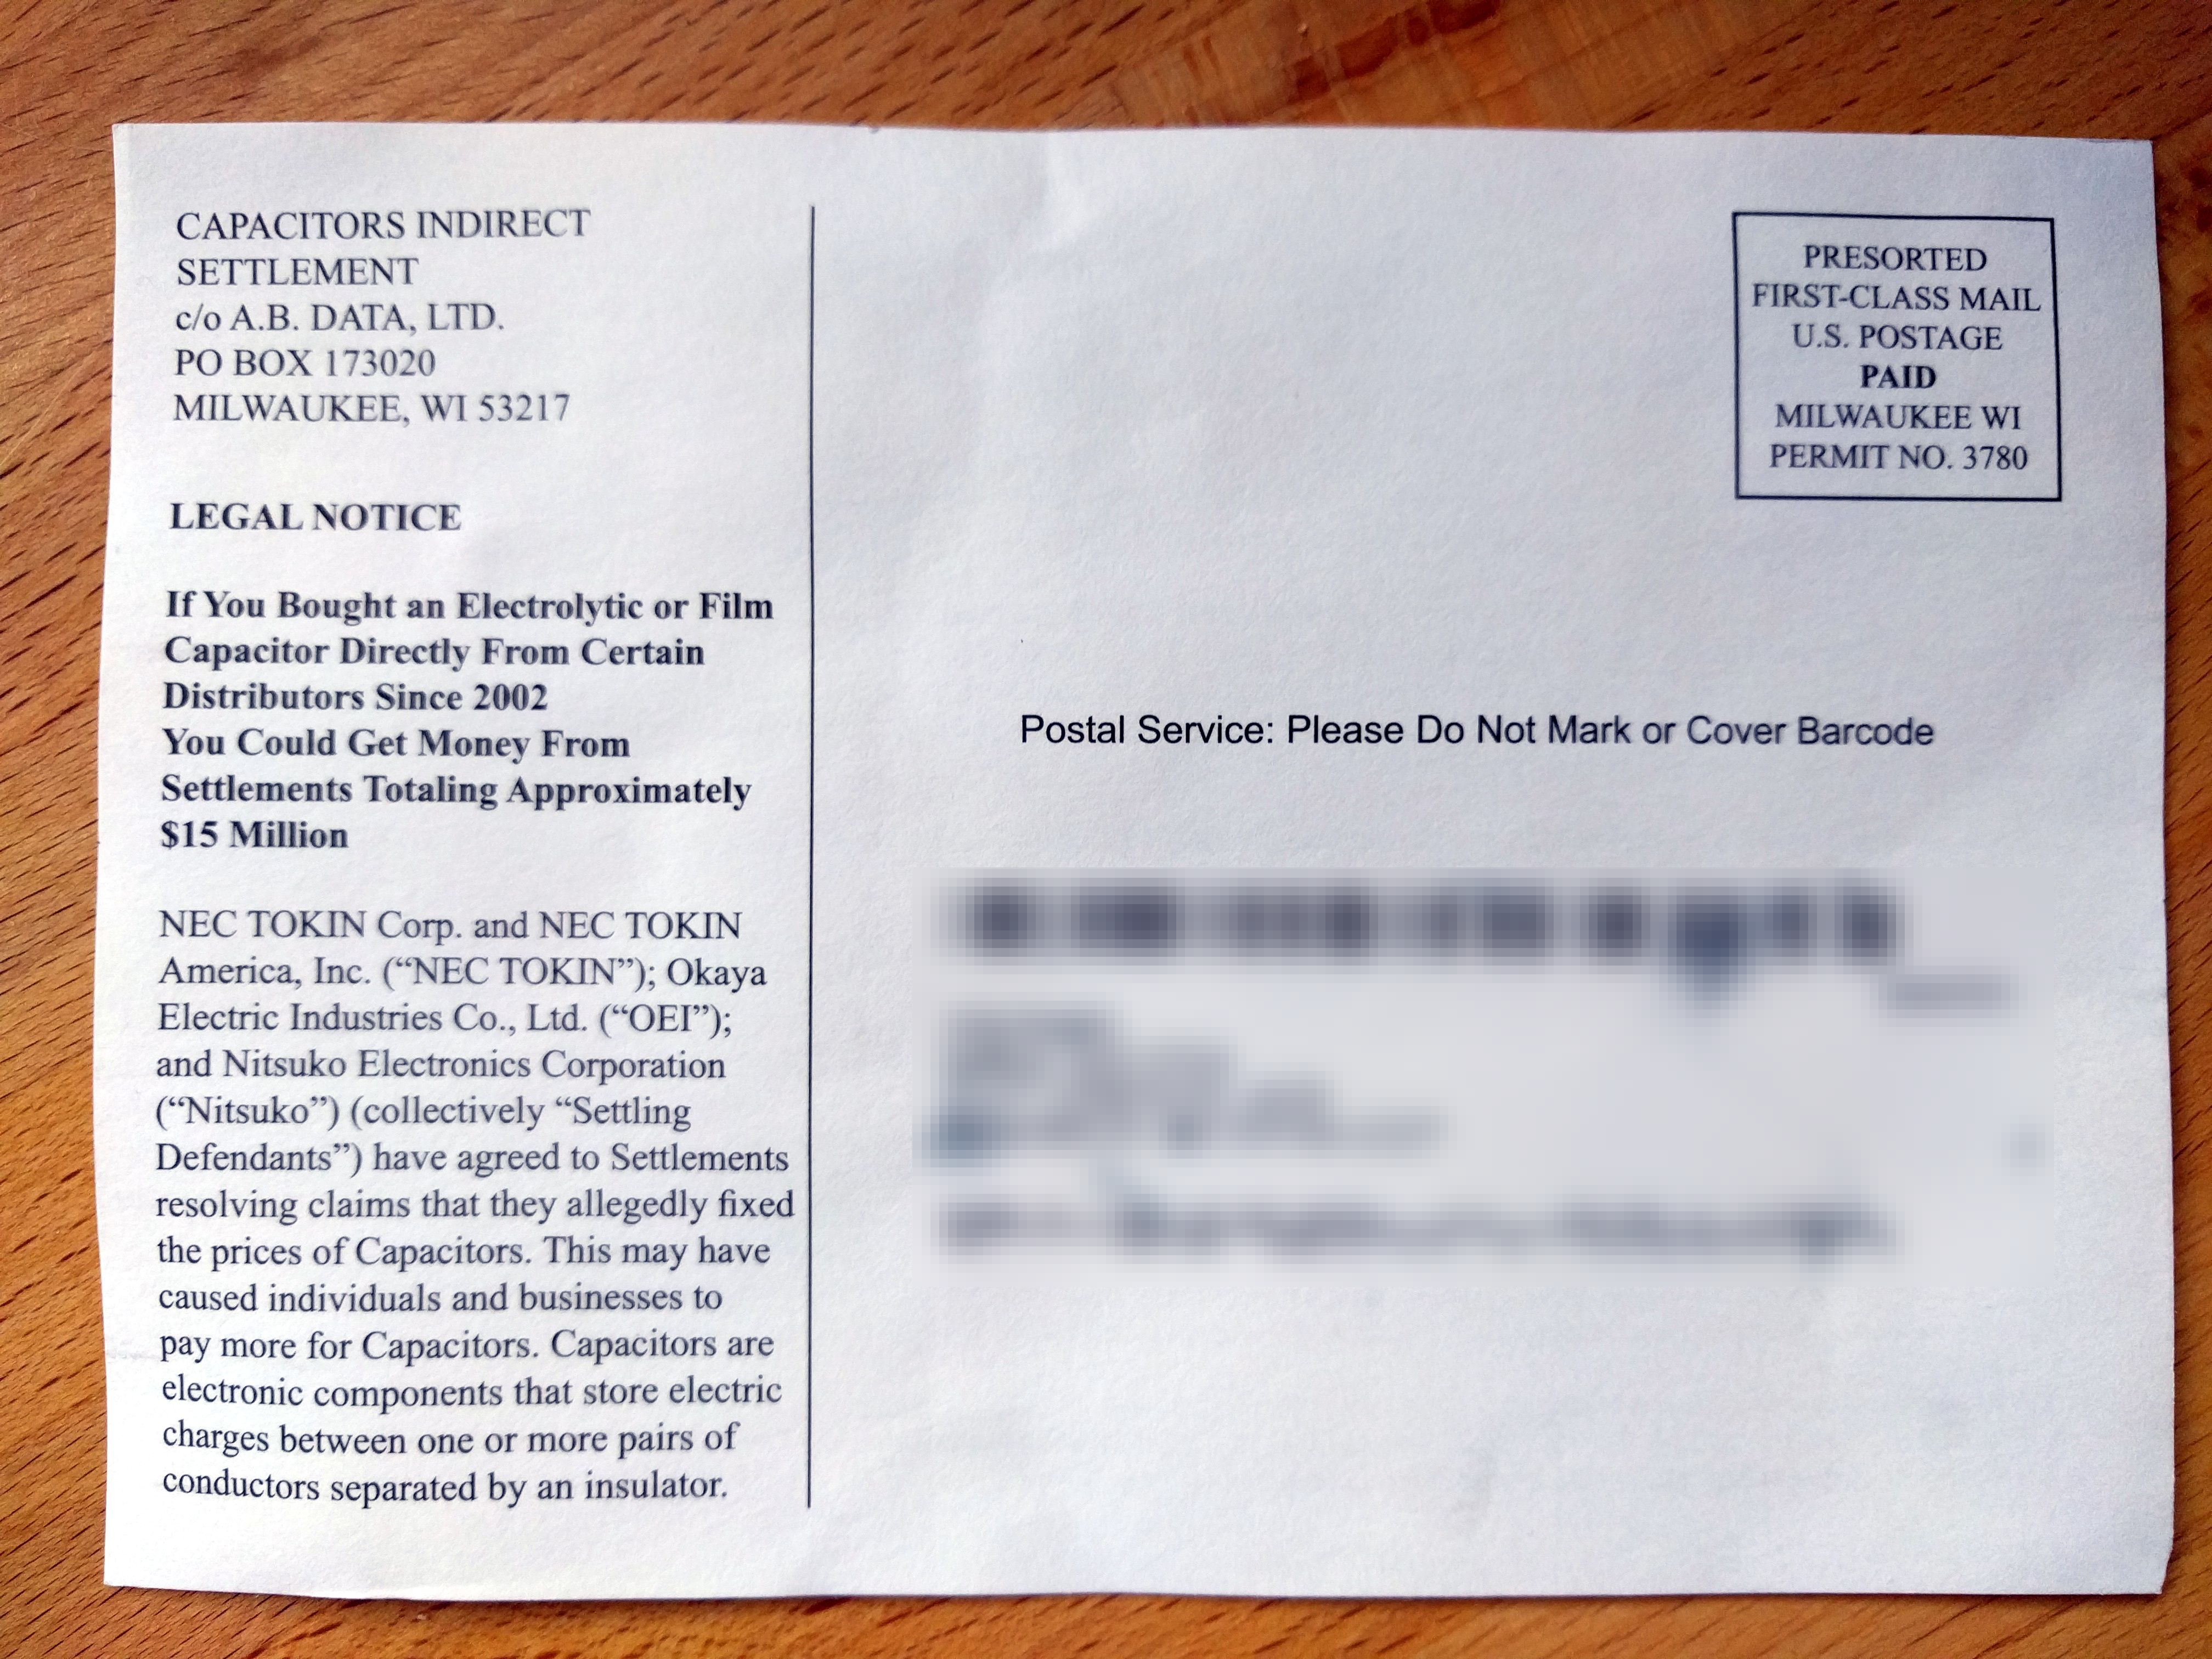 CAPACITORS INDIRECT
SETTLEMENT
c/o A.B. DATA, LTD.
PO BOX 173020
MILWAUKEE, WI 53217
LEGAL NOTICE
If You Bought an Electrolytic or Film
Capacitor Directly From Certain
Distributors Since 2002
You Could Get Money From
Settlements Totaling Approximately
$15 Million
NEC TOKIN Corp. and NEC TOKIN
America, Inc. (“NEC TOKIN”); Okaya
Electric Industries Co., Ltd. (“OEI”);
and Nitsuko Electronics Corporation
(“Nitsuko”) (collectively “Settling
Defendants”) have agreed to Settlements
resolving claims that they allegedly fixed
the prices of Capacitors. This may have
caused individuals and businesses to
pay more for Capacitors. Capacitors are
electronic components that store electric
charges between one or more pairs of
conductors separated by an insulator.
PRESORTED
FIRST-CLASS MAIL
U.S. POSTAGE
PAID
MILWAUKEE WI
PERMIT NO. 3780
Postal Service: Please Do Not Mark or Cover Barcode